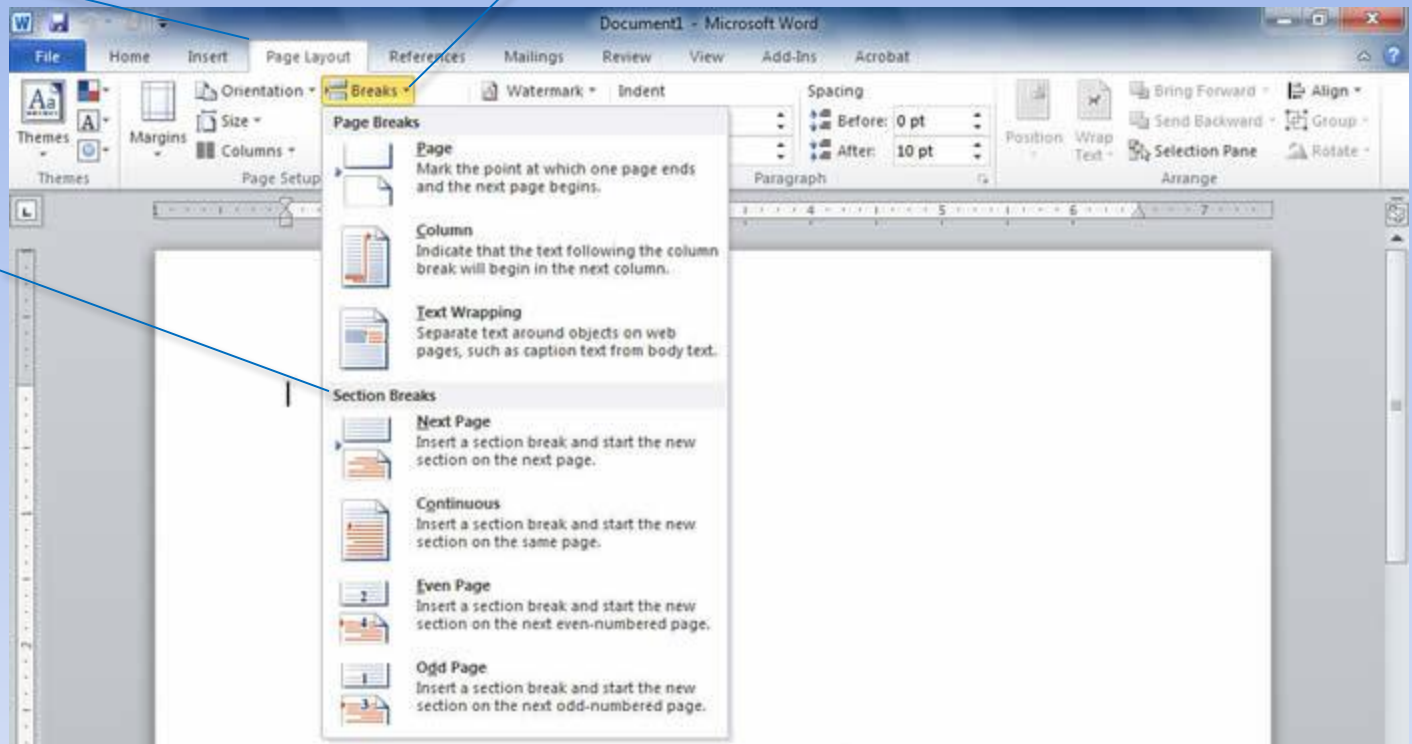 W
Document1 - Microsoft Word
File Home Insert Page Layout References Mailings Review View Add-Ins Acrobat
Orientation Breaks Watermark Indent Spacing Bring Forward Align
Size Before: 0 pt Send Backward Group
Columns After: 10 pt Selection Pane Rotate
Themes Margins Position Wrap Text
Themes Page Setup Paragraph Arrange
1 4 5 6 7
Page Breaks
Page
Mark the point at which one page ends
and the next page begins.
Column
Indicate that the text following the column
break will begin in the next column.
Text Wrapping
Separate text around objects on web
pages, such as caption text from body text.
Section Breaks
Next Page
Insert a section break and start the new
section on the next page.
Continuous
Insert a section break and start the new
section on the same page.
Even Page
Insert a section break and start the new
section on the next even-numbered page.
Odd Page
Insert a section break and start the new
section on the next odd-numbered page.